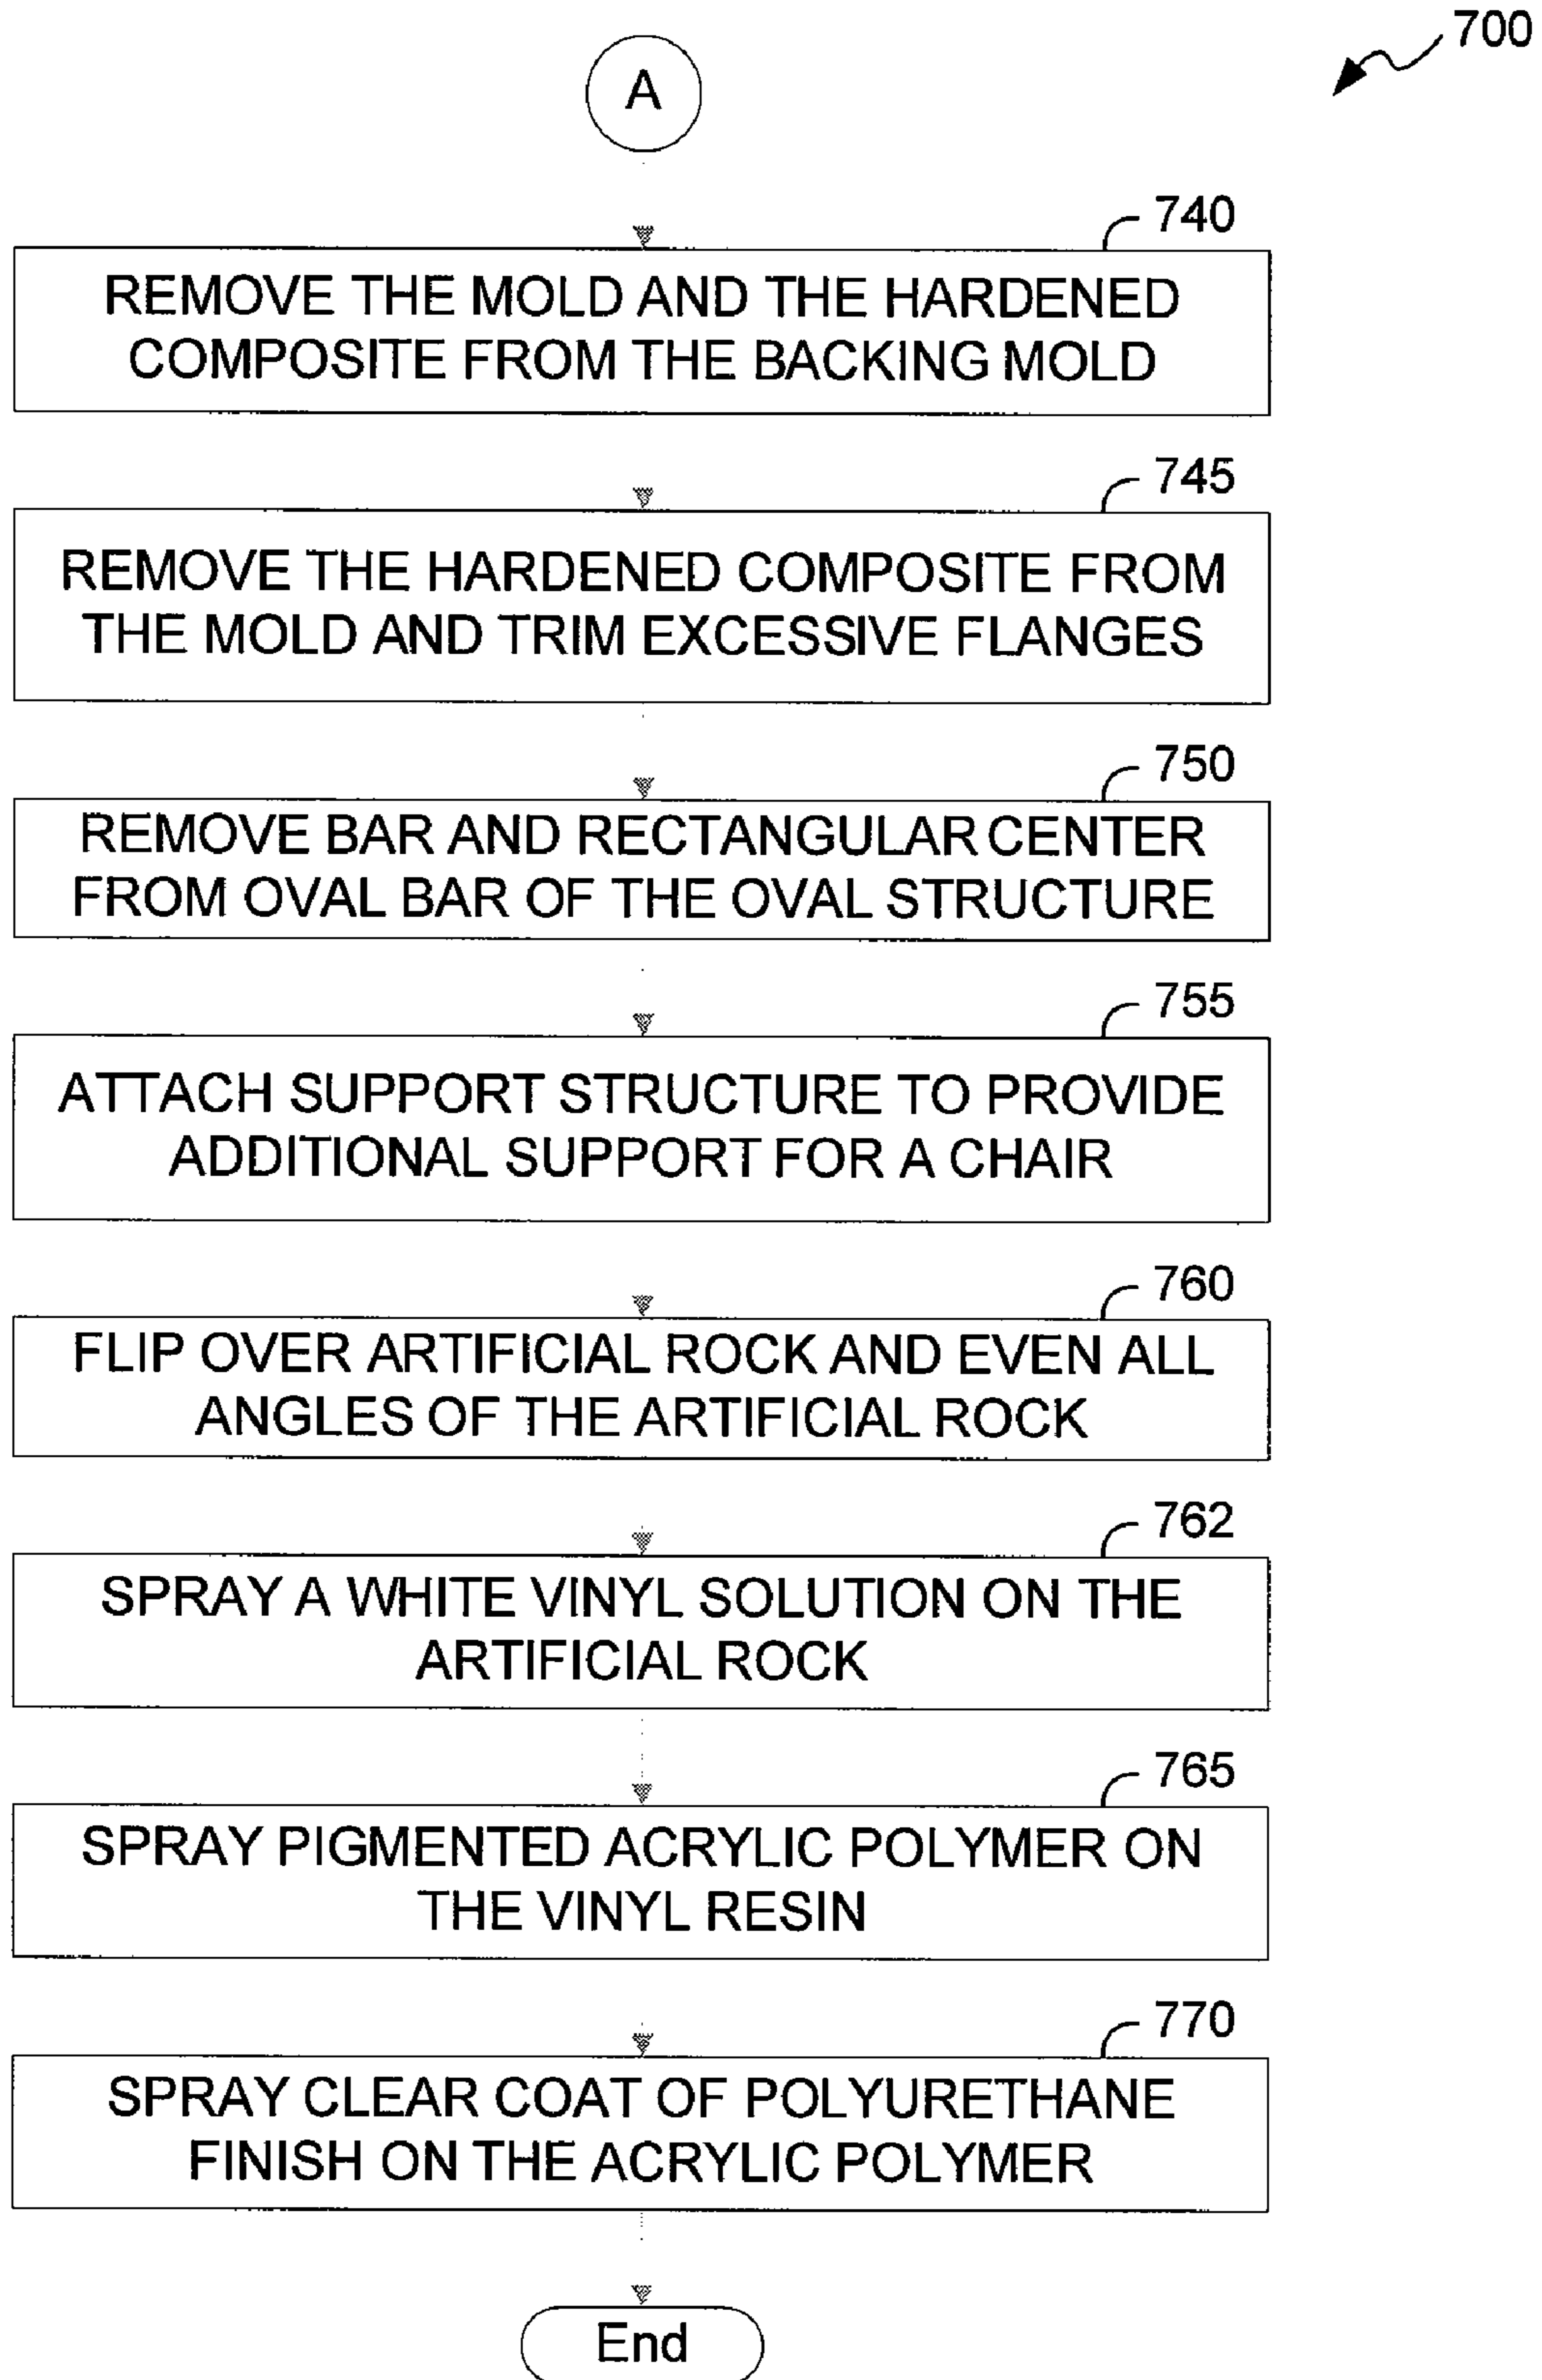 700
A
740
REMOVE THE MOLD AND THE HARDENED
COMPOSITE FROM THE BACKING MOLD
745
REMOVE THE HARDENED COMPOSITE FROM
THE MOLD AND TRIM EXCESSIVE FLANGES
750
REMOVE BAR AND RECTANGULAR CENTER
FROM OVAL BAR OF THE OVAL STRUCTURE
755
ATTACH SUPPORT STRUCTURE TO PROVIDE
ADDITIONAL SUPPORT FOR A CHAIR
760
FLIP OVER ARTIFICIAL ROCK AND EVEN ALL
ANGLES OF THE ARTIFICIAL ROCK
762
SPRAY A WHITE VINYL SOLUTION ON THE
ARTIFICIAL ROCK
765
SPRAY PIGMENTED ACRYLIC POLYMER ON
THE VINYL RESIN
770
SPRAY CLEAR COAT OF POLYURETHANE
FINISH ON THE ACRYLIC POLYMER
End